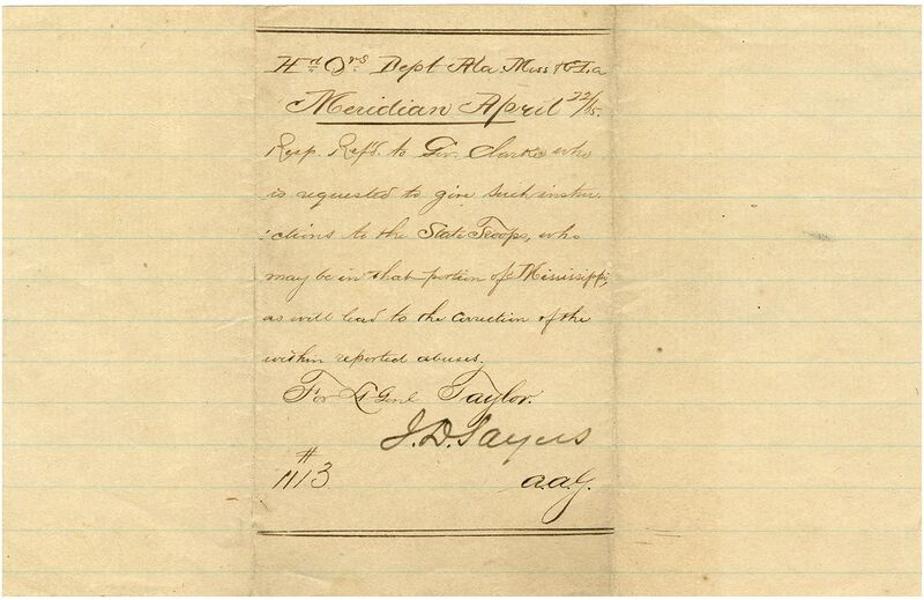 Hd Qrs Dept Ala. Miss & E. La
Meridian April 22/65.
Resp. Refd. to Gov. Clarke who
is requested to give such instru-
:ctions to the State Troops, who
may be in that portion of Mississippi,
as will lead to the correction of the
within reported abuses.
For Lt Genl Taylor.
J. D. Sayers
a.a.G.
#
1113